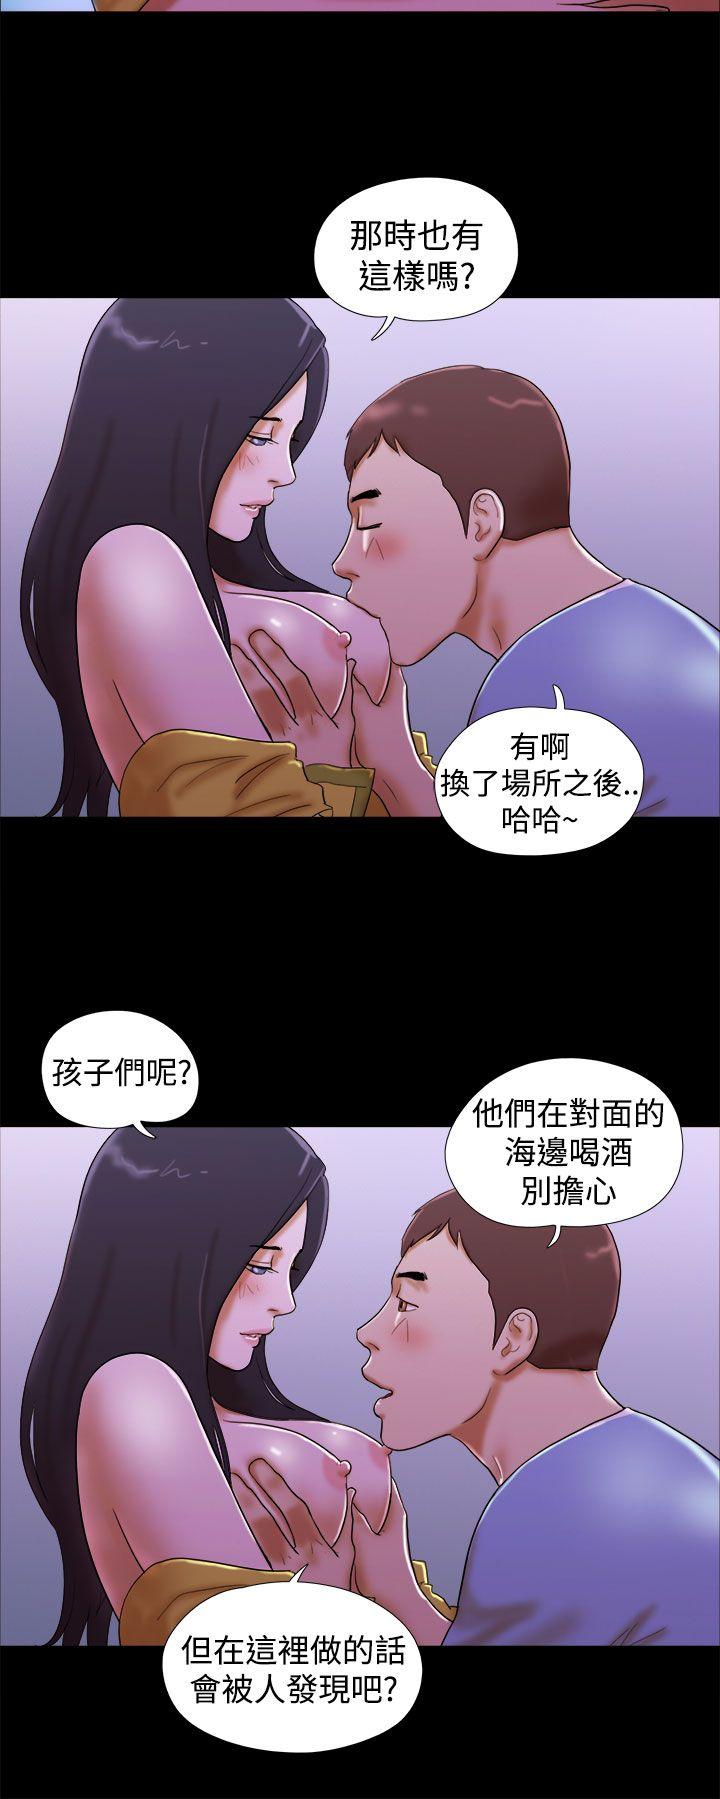 那時也有
這樣嗎?
有啊
換了場所之後..
哈哈~
孩子們呢?
他們在對面的
海邊喝酒
別擔心
但在這裡做的話
會被人發現吧?